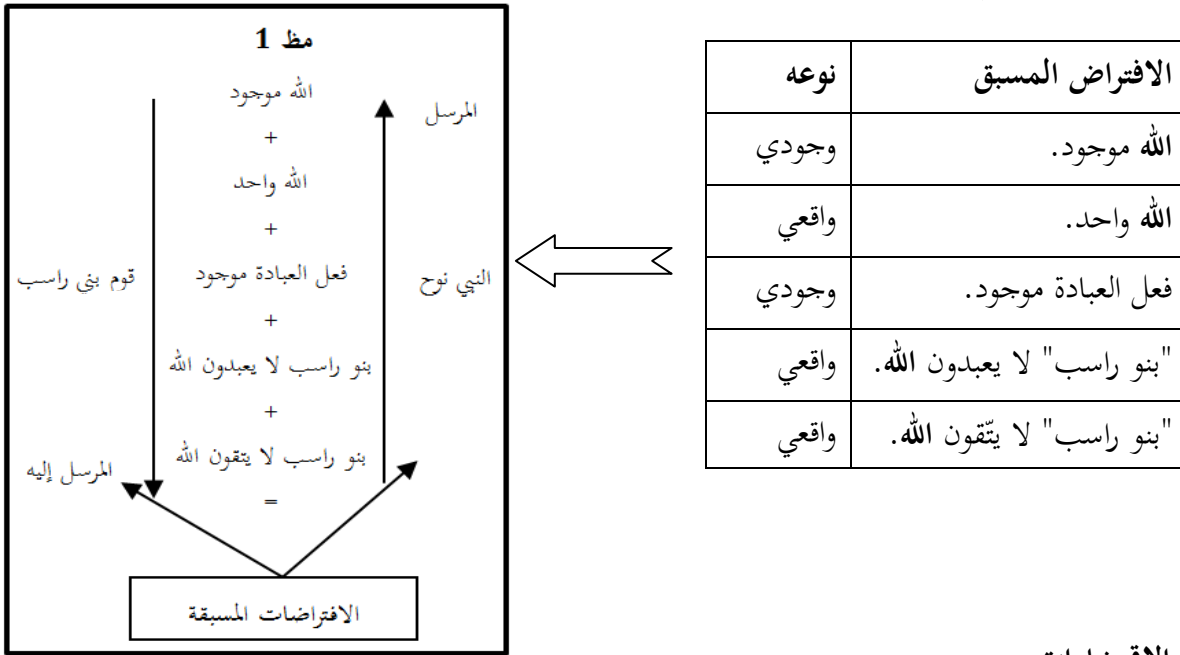 الافتراض المسبق نوعه
الله موجود. وجودي
الله واحد. واقعي
فعل العبادة موجود. وجودي
"بنو راسب" لا يعبدون الله. واقعي
"بنو راسب" لا يتّقون الله. واقعي
مظ 1
الله موجود
المرسل
+
الله واحد
+
النبي نوح
فعل العبادة موجود
قوم بني راسب
+
بنو راسب لا يعبدون الله
+
بنو راسب لا يتقون الله
المرسل إليه
=
الافتراضات المسبقة